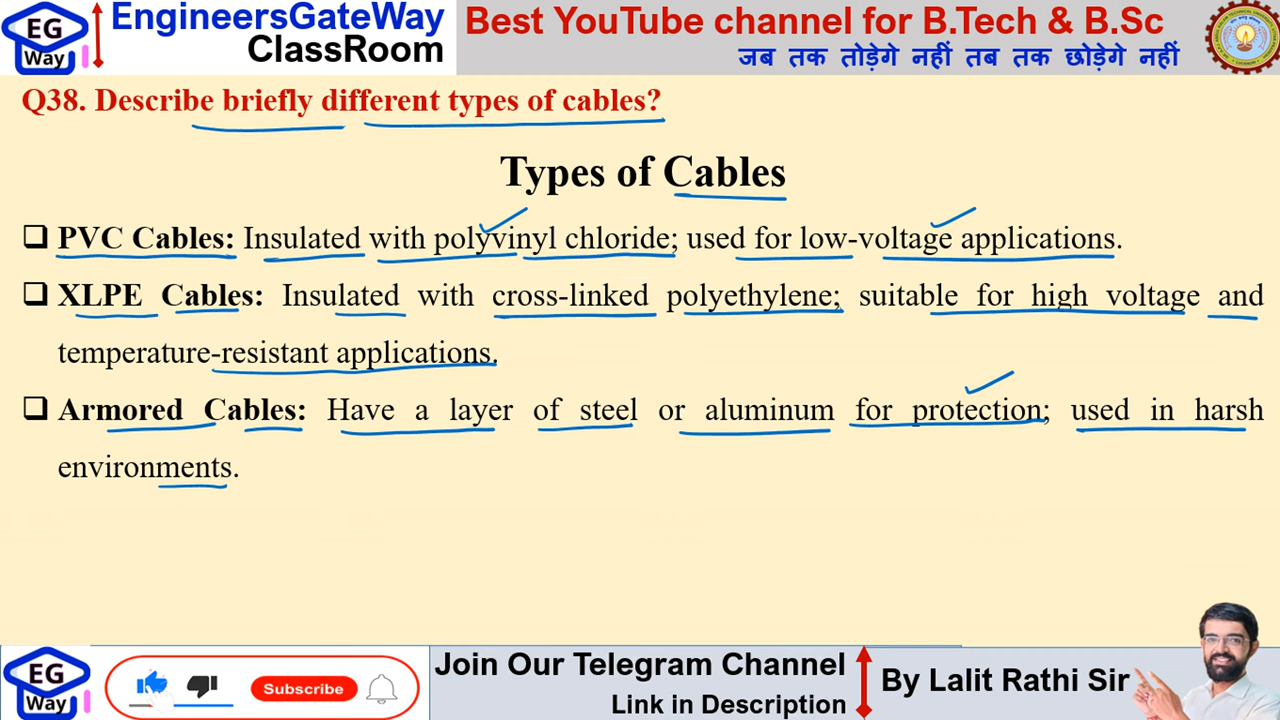 EG
Way
EngineersGateWay
ClassRoom
Best YouTube channel for B.Tech & B.Sc
जब तक तोड़ेगे नहीं तब तक छोड़ेगे नहीं
Q38. Describe briefly different types of cables?
Types of Cables
❑ PVC Cables: Insulated with polyvinyl chloride; used for low-voltage applications.
❑ XLPE Cables: Insulated with cross-linked polyethylene; suitable for high voltage and
temperature-resistant applications.
❑ Armored Cables: Have a layer of steel or aluminum for protection; used in harsh
environments.
EG
Way
Subscribe
Join Our Telegram Channel
Link in Description
By Lalit Rathi Sir